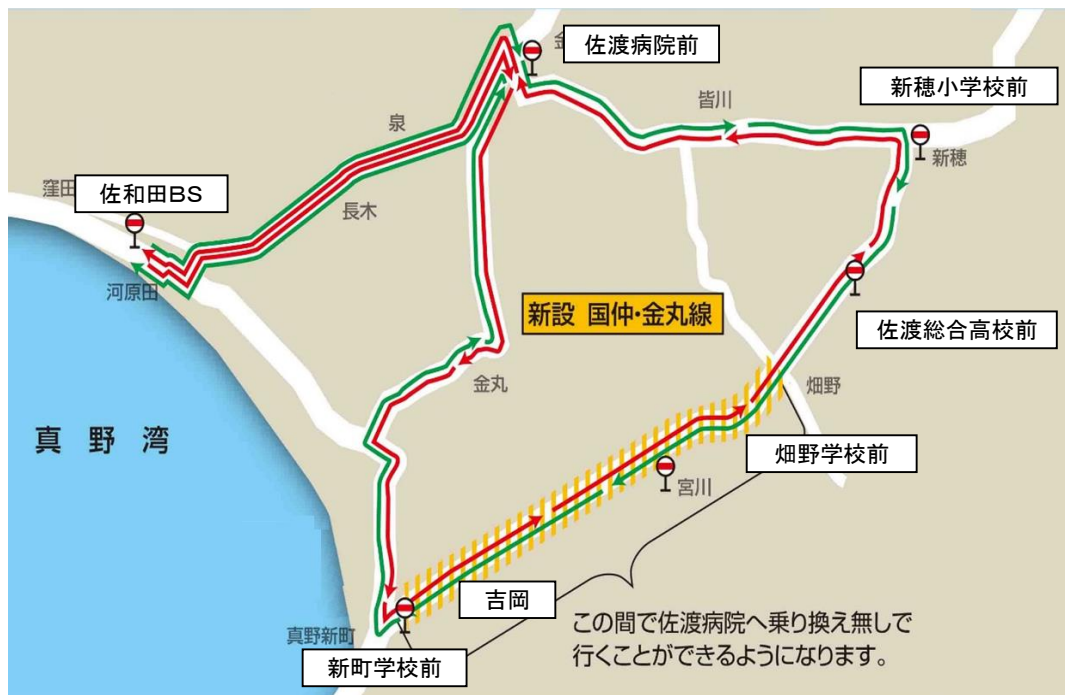 佐渡病院前
金
新穂小学校前
皆川
新穂
泉
窪田
佐和田BS
長木
河原田
新設 国仲・金丸線
佐渡総合高校前
金丸
畑野
真野湾
畑野学校前
宮川
吉岡
この間で佐渡病院へ乗り換え無しで
行くことができるようになります。
真野新町
新町学校前